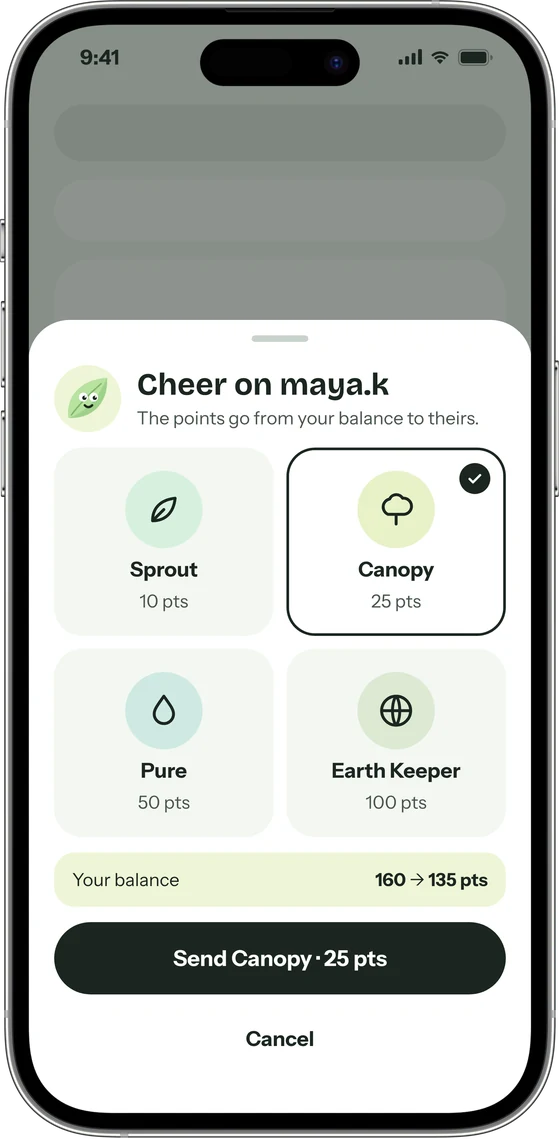 9:41
Cheer on maya.k
The points go from your balance to theirs.
Sprout
10 pts
Canopy
25 pts
Pure
50 pts
Earth Keeper
100 pts
Your balance 160 → 135 pts
Send Canopy · 25 pts
Cancel